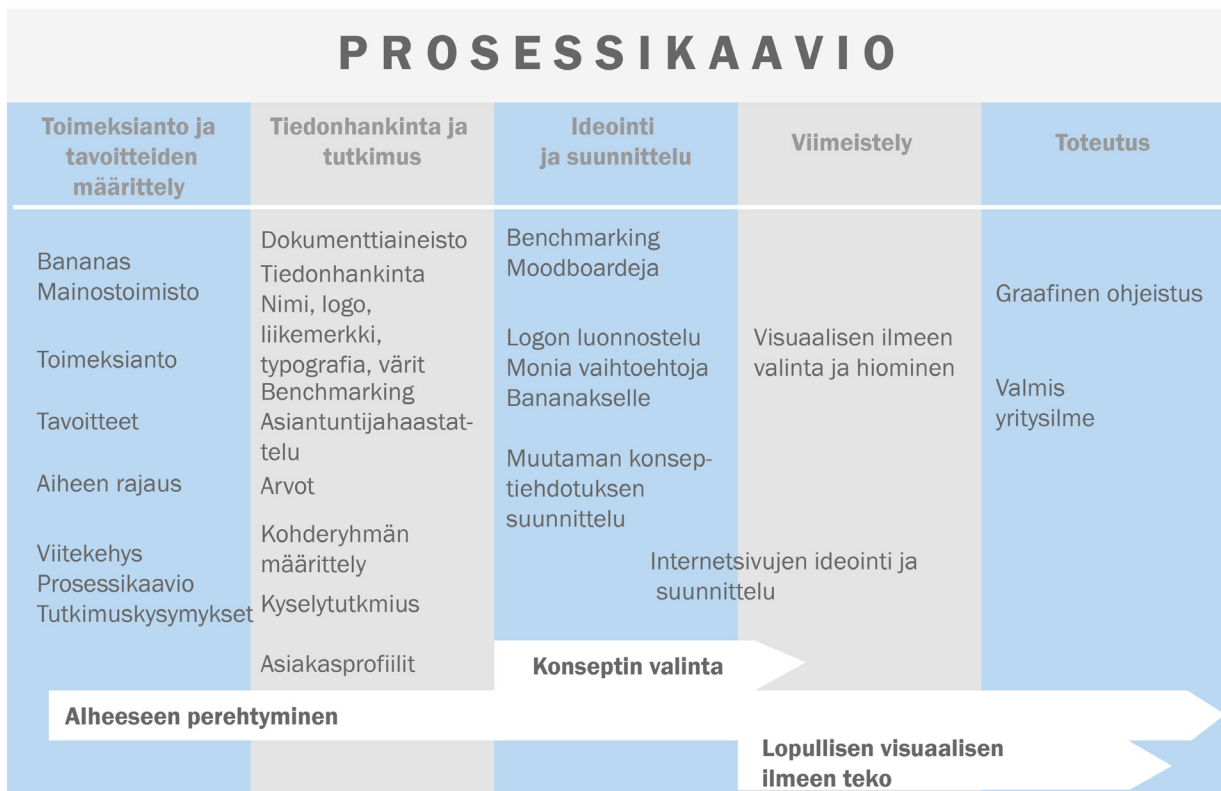 PROSESSIKAAVIO
Toimeksianto ja
tavoitteiden
määrittely
Tiedonhankinta ja
tutkimus
Ideointi
ja suunnittelu
Viimeistely
Toteutus
Bananas
Mainostoimisto
Toimeksianto
Tavoitteet
Aiheen rajaus
Viitekehys
Prosessikaavio
Tutkimuskysymykset
Dokumenttiaineisto
Tiedonhankinta
Nimi, logo,
liikemerkki,
typografia, värit
Benchmarking
Asiantuntijahaastat-
telu
Arvot
Kohderyhmän
määrittely
Kyselytutkmius
Asiakasprofiilit
Benchmarking
Moodboardeja
Logon luonnostelu
Monia vaihtoehtoja
Bananakselle
Muutaman konsep-
tiehdotuksen
suunnittelu
Internetsivujen ideointi ja
suunnittelu
Visuaalisen ilmeen
valinta ja hiominen
Graafinen ohjeistus
Valmis
yritysilme
Konseptin valinta
Alheeseen perehtyminen
Lopullisen visuaalisen
ilmeen teko